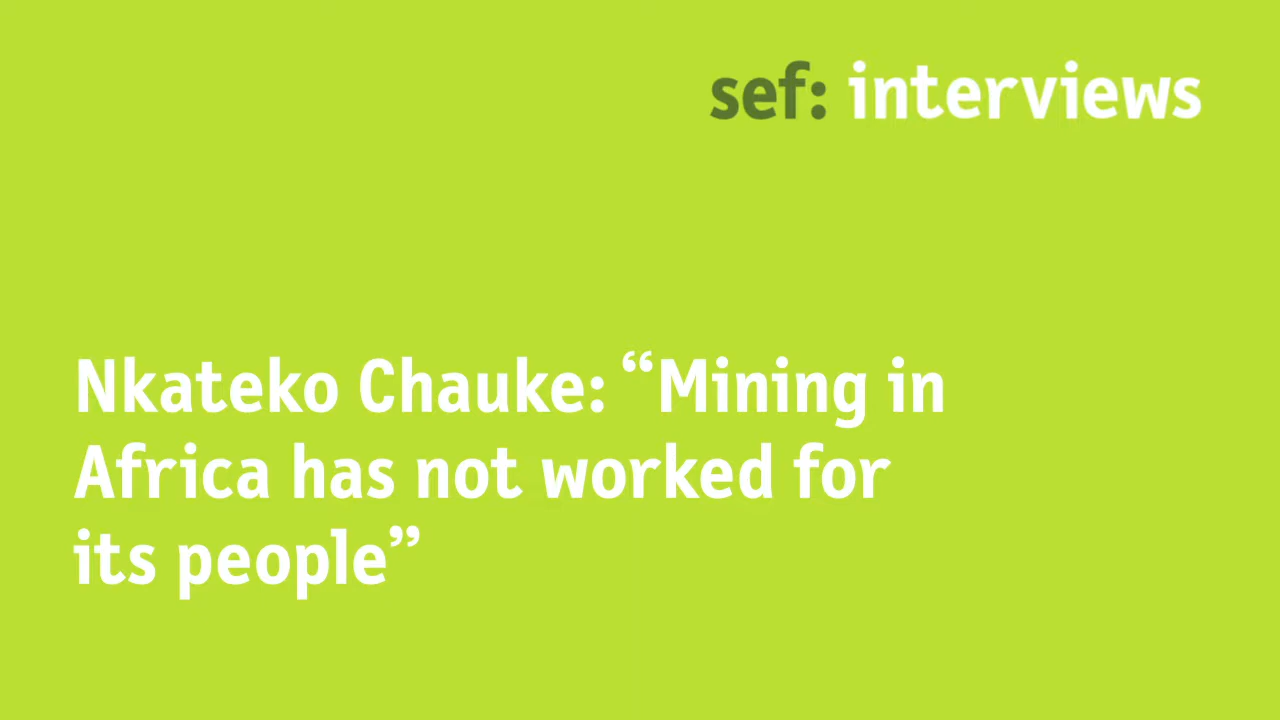 sef: interviews
Nkateko Chauke: “Mining in
Africa has not worked for
its people”